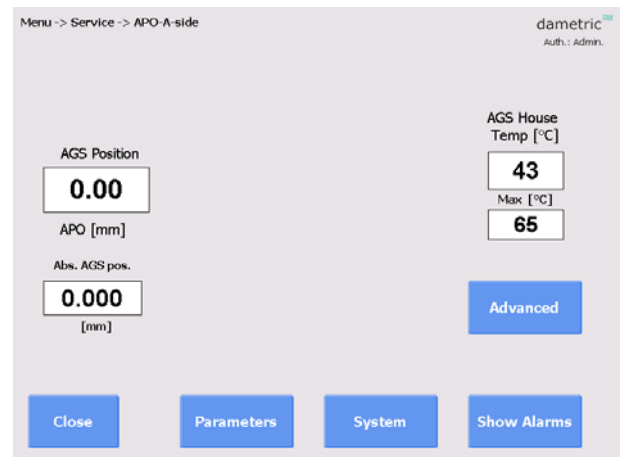 Menu -> Service -> APO-A-side
dametric
Auth.: Admin.
AGS Position
0.00
APO [mm]
Abs. AGS pos.
0.000
[mm]
AGS House
Temp [°C]
43
Max [°C]
65
Advanced
Close
Parameters
System
Show Alarms